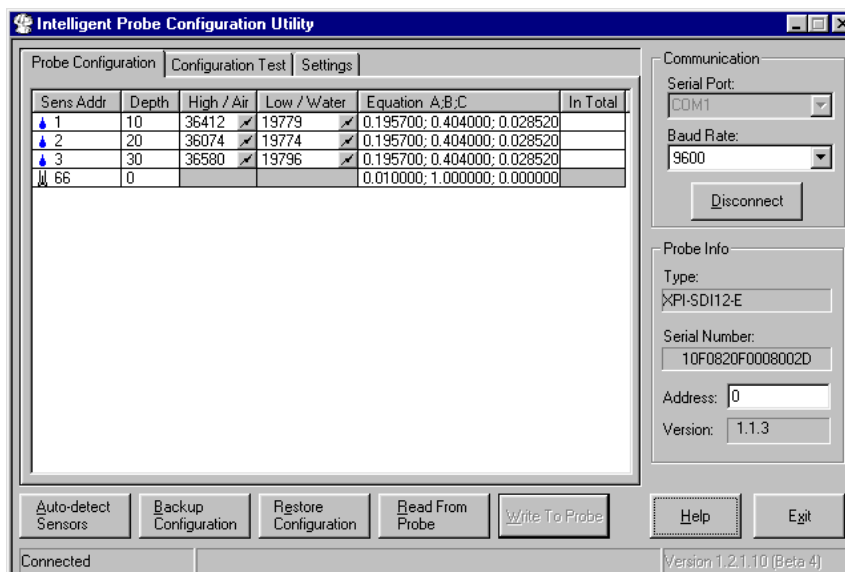 Intelligent Probe Configuration Utility
Probe Configuration Configuration Test Settings
Sens Addr Depth High / Air Low / Water Equation A;B;C In Total
1 10 36412 19779 0.195700; 0.404000; 0.028520
2 20 36074 19774 0.195700; 0.404000; 0.028520
3 30 36580 19796 0.195700; 0.404000; 0.028520
66 0 0.010000; 1.000000; 0.000000
Communication
Serial Port:
COM1
Baud Rate:
9600
Disconnect
Probe Info
Type:
XPI-SDI12-E
Serial Number:
10F0820F0008002D
Address: 0
Version: 1.1.3
Auto-detect
Sensors
Backup
Configuration
Restore
Configuration
Read From
Probe
Write To Probe
Help
Exit
Connected
Version 1.2.1.10 (Beta 4)